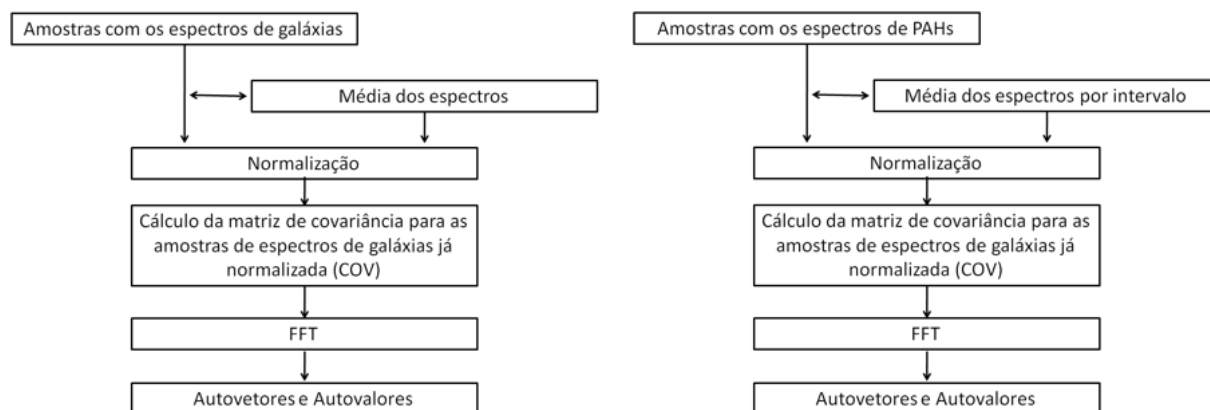 Amostras com os espectros de galáxias
Média dos espectros
Normalização
Cálculo da matriz de covariância para as
amostras de espectros de galáxias já
normalizada (COV)
FFT
Autovetores e Autovalores
Amostras com os espectros de PAHs
Média dos espectros por intervalo
Normalização
Cálculo da matriz de covariância para as
amostras de espectros de galáxias já
normalizada (COV)
FFT
Autovetores e Autovalores